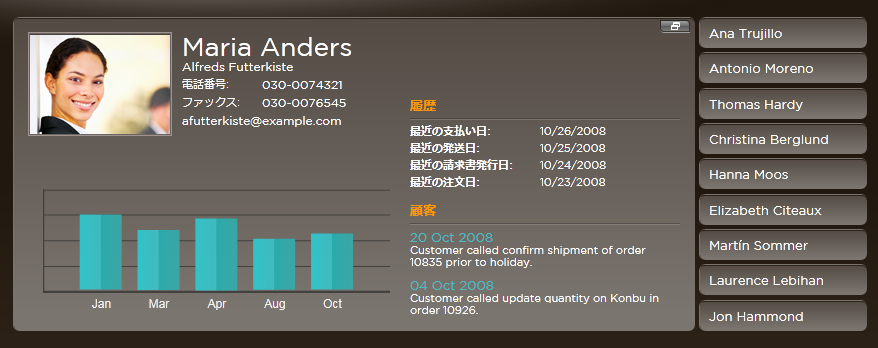 Maria Anders
Alfreds Futterkiste
電話番号: 030-0074321
ファックス: 030-0076545
afutterkiste@example.com
Jan Mar Apr Aug Oct
履歴
最近の支払い日: 10/26/2008
最近の発送日: 10/25/2008
最近の請求書発行日: 10/24/2008
最近の注文日: 10/23/2008
顧客
20 Oct 2008
Customer called confirm shipment of order
10835 prior to holiday.
04 Oct 2008
Customer called update quantity on Konbu in
order 10926.
Ana Trujillo
Antonio Moreno
Thomas Hardy
Christina Berglund
Hanna Moos
Elizabeth Citeaux
Martín Sommer
Laurence Lebihan
Jon Hammond